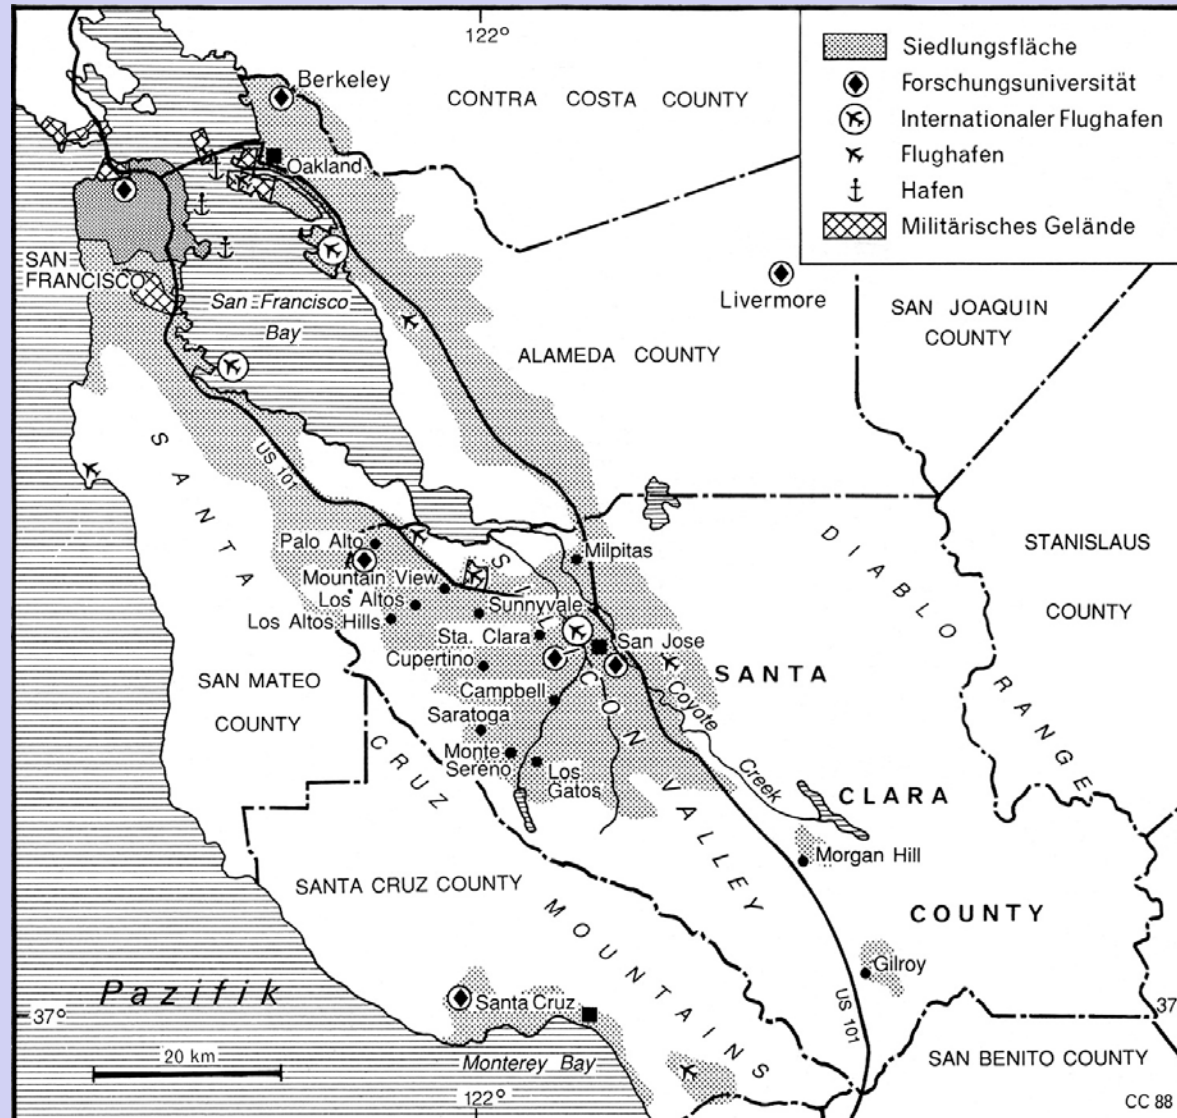 122°
Siedlungsfläche
Forschungsuniversität
Internationaler Flughafen
Flughafen
Hafen
Militärisches Gelände
Berkeley
CONTRA COSTA COUNTY
Oakland
SAN
FRANCISCO
San Francisco
Bay
Livermore
SAN JOAQUIN
COUNTY
ALAMEDA COUNTY
US 101
STANISLAUS
COUNTY
DIABLO RANGE
Palo Alto
Milpitas
Mountain View
Los Altos
Sunnyvale
Los Altos Hills
Sta. Clara
San Jose
Cupertino
SILICON VALLEY
SAN MATEO
COUNTY
Campbell
Coyote
Creek
SANTA
CLARA
COUNTY
Saratoga
Monte
Sereno
Los
Gatos
SANTA CRUZ MOUNTAINS
Morgan Hill
SANTA CRUZ COUNTY
Gilroy
Pazifik
Santa Cruz
US 101
37°
37
20 km
Monterey Bay
SAN BENITO COUNTY
122°
CC 88